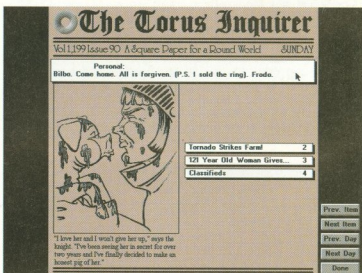 The Torus Inquirer
Vol 1,199 Issue 90 A Square Paper for a Round World SUNDAY
Personal:
Bilbo. Come home. All is forgiven. (P.S. I sold the ring). Frodo.
Tornado Strikes Farm! 2
121 Year Old Woman Gives... 3
Classifieds 4
"I love her and I won't give her up," says the
knight. "I've been seeing her in secret for over
two years and I've finally decided to make an
honest pig of her."
Prev. Item
Next Item
Prev. Day
Next Day
Done